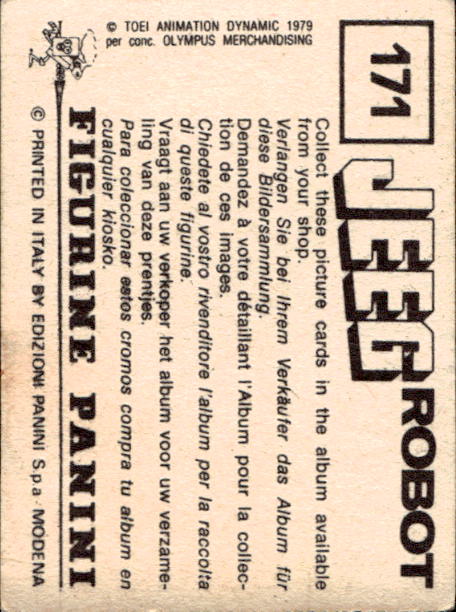 171
JEEG ROBOT
Collect these picture cards in the album available
from your shop.
Verlangen Sie bei Ihrem Verkäufer das Album für
diese Bildersammlung.
Demandez à votre détaillant l'Album pour la collec-
tion de ces images.
Chiedete al vostro rivenditore l'album per la raccolta
di queste figurine.
Vraagt aan uw verkoper het album voor uw verzame-
ling van deze prentjes.
Para coleccionar estos cromos compra tu album en
cualquier kiosko.
FIGURINE PANINI
© PRINTED IN ITALY BY EDIZIONI PANINI S.p.a. MODENA
© TOEI ANIMATION DYNAMIC 1979
per conc. OLYMPUS MERCHANDISING